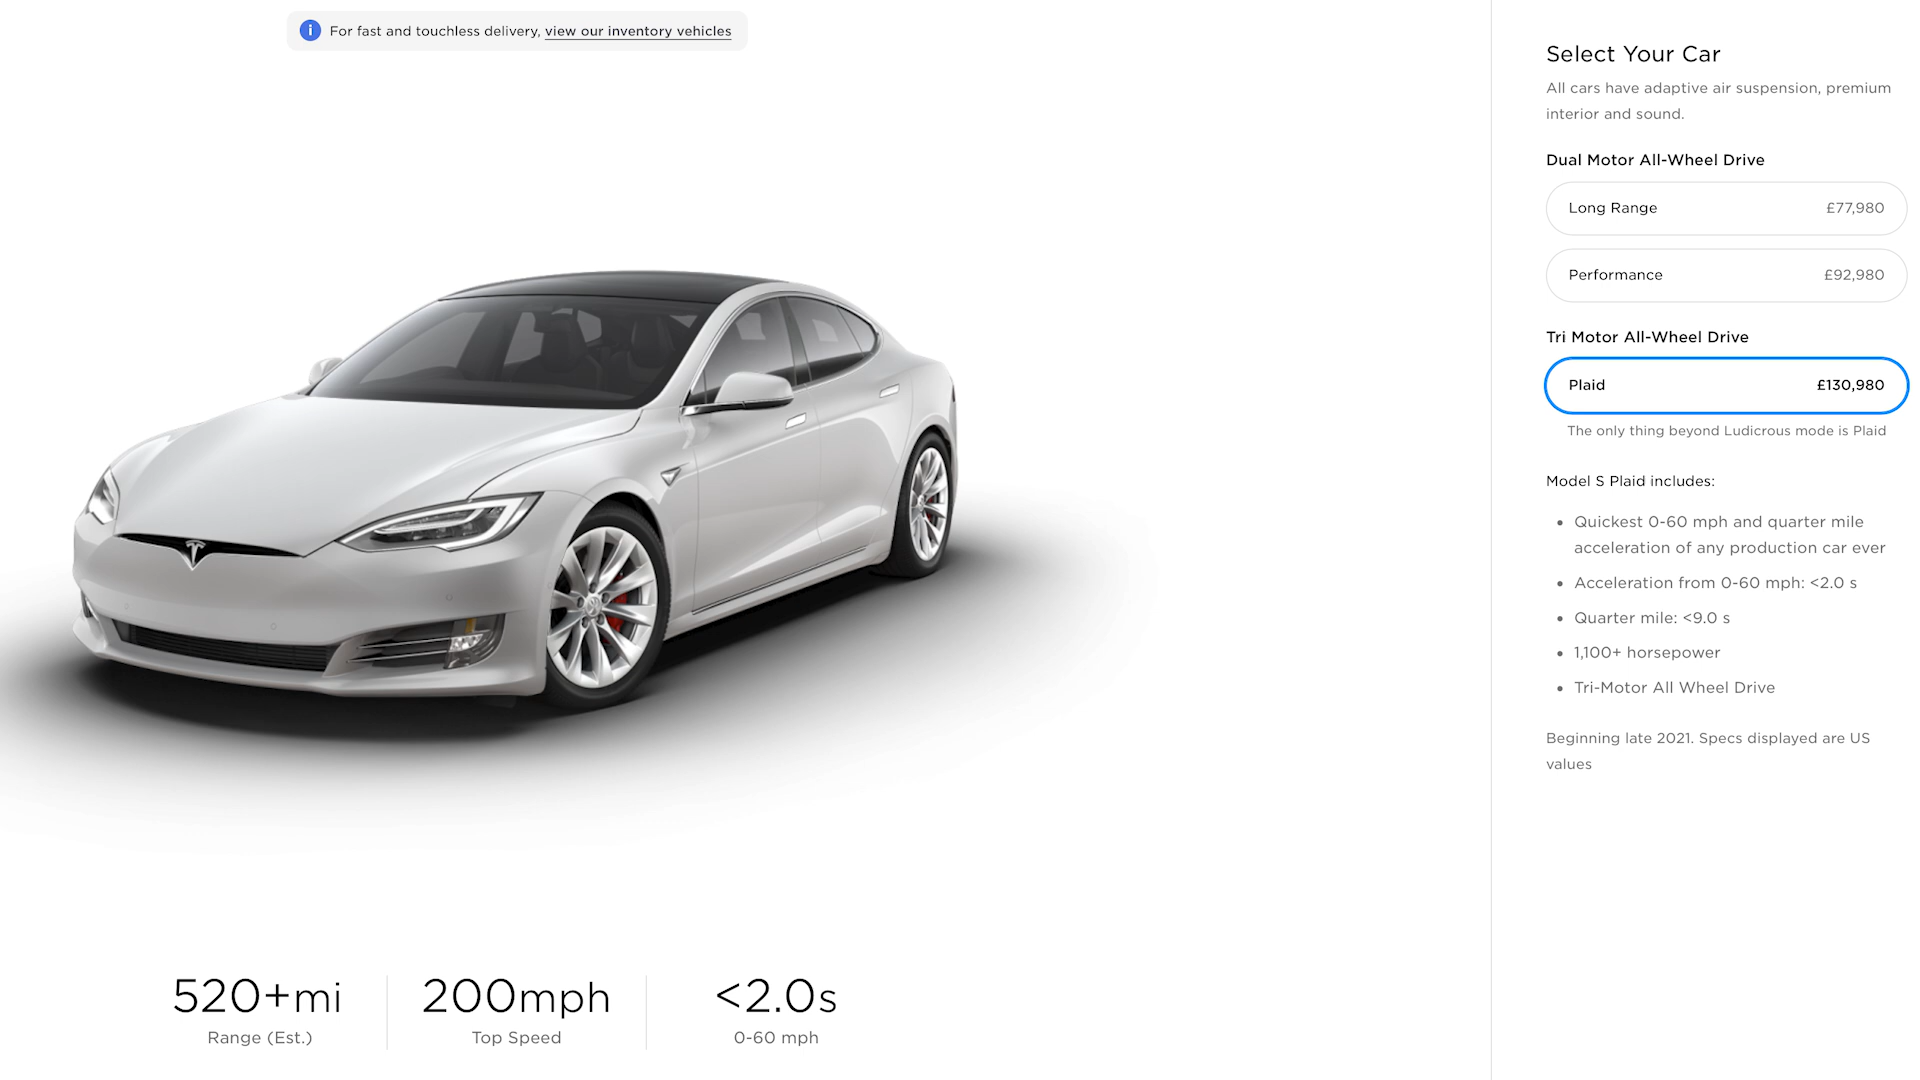 For fast and touchless delivery, view our inventory vehicles
Select Your Car
All cars have adaptive air suspension, premium
interior and sound.
Dual Motor All-Wheel Drive
Long Range £77,980
Performance £92,980
Tri Motor All-Wheel Drive
Plaid £130,980
The only thing beyond Ludicrous mode is Plaid
Model S Plaid includes:
• Quickest 0-60 mph and quarter mile
acceleration of any production car ever
• Acceleration from 0-60 mph: <2.0 s
• Quarter mile: <9.0 s
• 1,100+ horsepower
• Tri-Motor All Wheel Drive
Beginning late 2021. Specs displayed are US
values
520+mi 200mph <2.0s
Range (Est.) Top Speed 0-60 mph